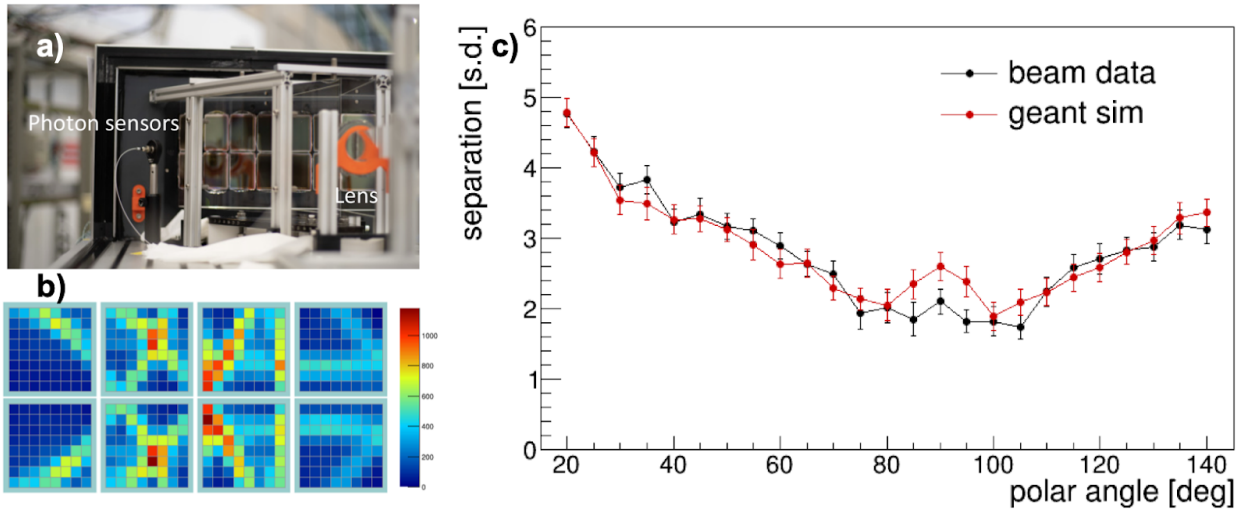 a)
Photon sensors
Lens
b)
1000
800
600
400
200
0
c)
separation [s.d.]
6
5
4
3
2
1
0
beam data
geant sim
20 40 60 80 100 120 140
polar angle [deg]